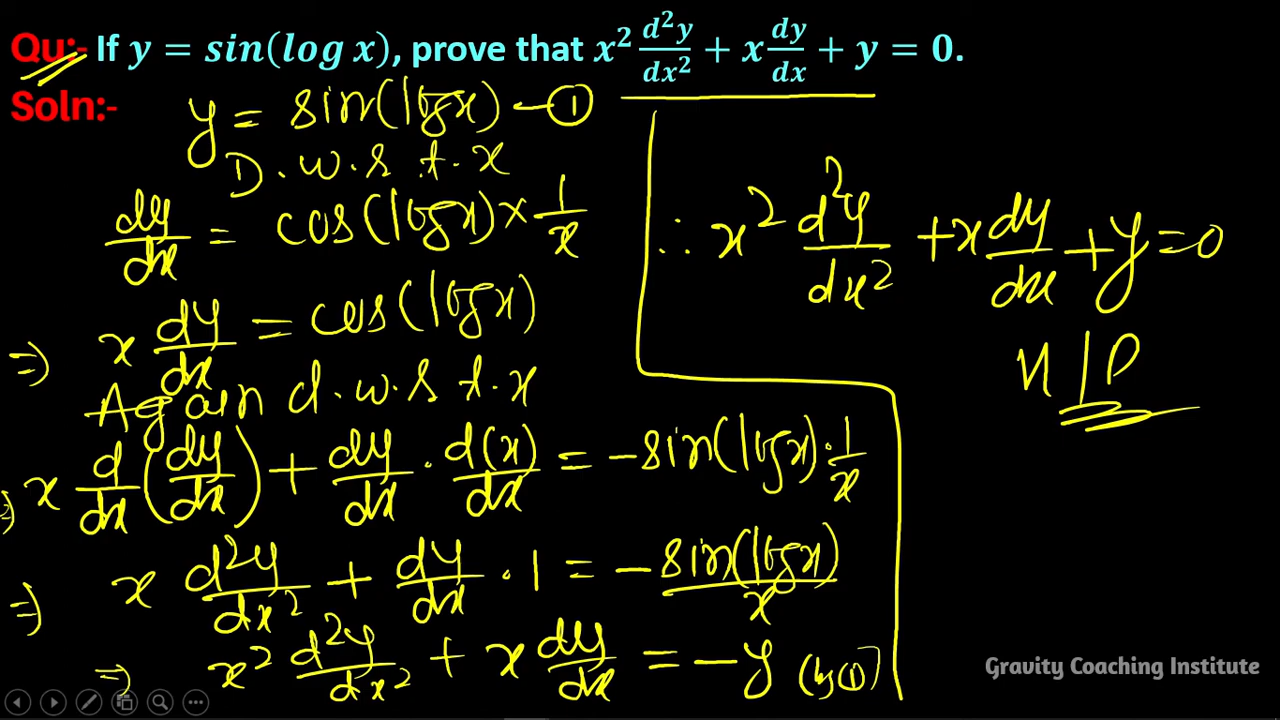 Qu:- If y = sin(log x), prove that x² d²y/dx² + x dy/dx + y = 0.
Soln:-
y = sin(log x) —①
D.w.s t.x
dy/dx = cos(log x) × 1/x
⇒ x dy/dx = cos(log x)
Again d.w.s t.x
⇒ x d/dx (dy/dx) + dy/dx · d(x)/dx = -sin(log x) · 1/x
⇒ x d²y/dx² + dy/dx · 1 = -sin(log x)/x
⇒ x² d²y/dx² + x dy/dx = -y (by ①)
∴ x² d²y/dx² + x dy/dx + y = 0
H|P
Gravity Coaching Institute